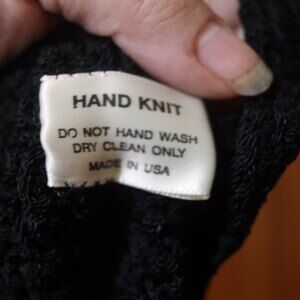 HAND KNIT
DO NOT HAND WASH
DRY CLEAN ONLY
MADE IN USA